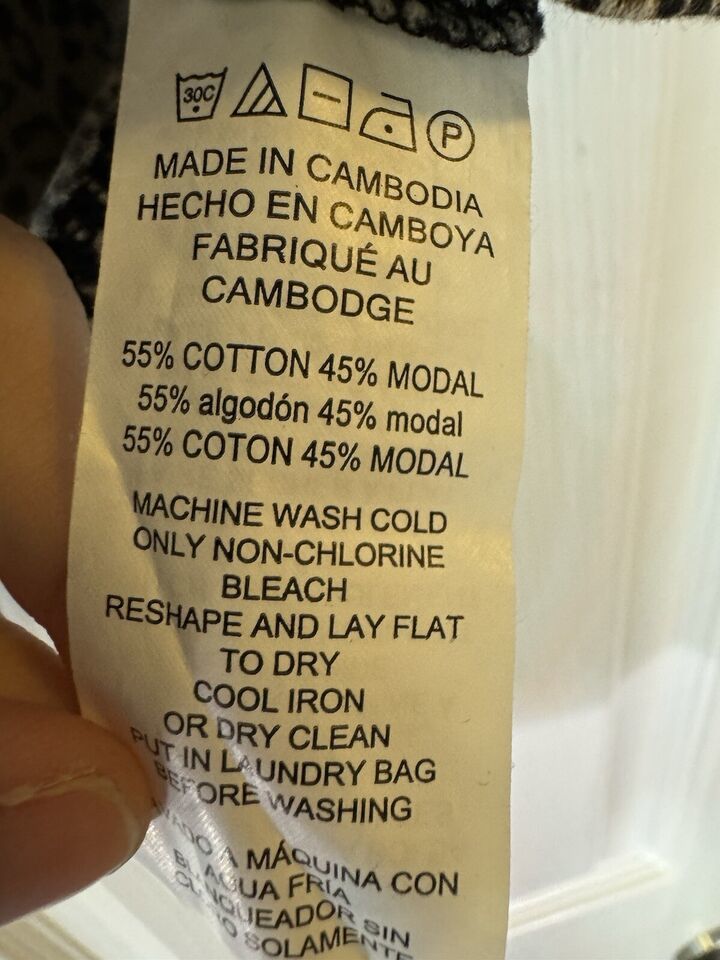 30C
P
MADE IN CAMBODIA
HECHO EN CAMBOYA
FABRIQUÉ AU
CAMBODGE
55% COTTON 45% MODAL
55% algodón 45% modal
55% COTON 45% MODAL
MACHINE WASH COLD
ONLY NON-CHLORINE
BLEACH
RESHAPE AND LAY FLAT
TO DRY
COOL IRON
OR DRY CLEAN
PUT IN LAUNDRY BAG
BEFORE WASHING
A MÁQUINA CON
AGUA FRIA
SIN
SOLAMENTE